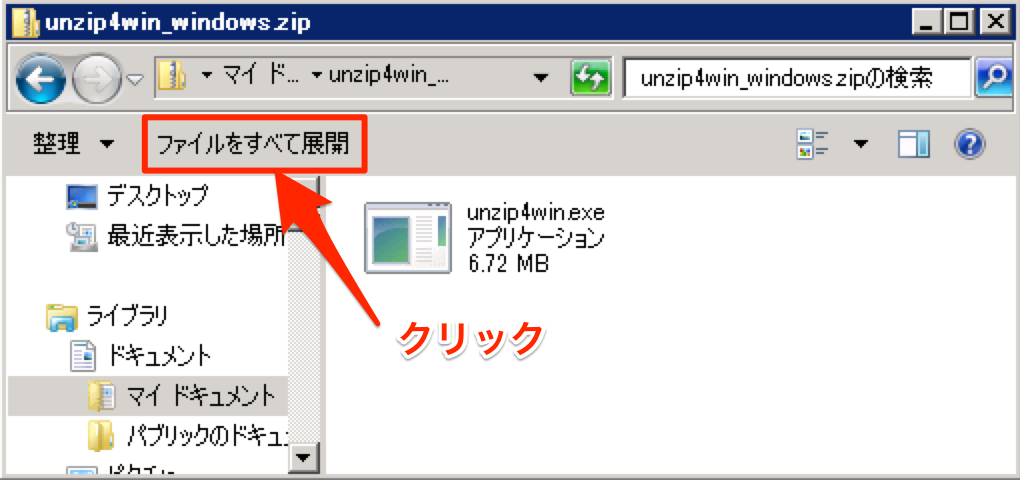 unzip4win_windows.zip
マイ ド... unzip4win_...
unzip4win_windows.zipの検索
整理
ファイルをすべて展開
デスクトップ
最近表示した場所
ライブラリ
ドキュメント
マイ ドキュメント
パブリックのドキュ
unzip4win.exe
アプリケーション
6.72 MB
クリック